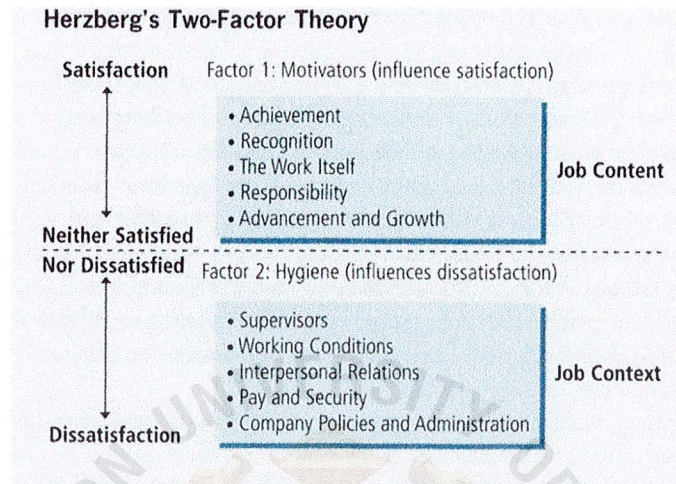 Herzberg's Two-Factor Theory
Satisfaction
Factor 1: Motivators (influence satisfaction)
• Achievement
• Recognition
• The Work Itself
• Responsibility
• Advancement and Growth
Job Content
Neither Satisfied
Nor Dissatisfied
Factor 2: Hygiene (influences dissatisfaction)
• Supervisors
• Working Conditions
• Interpersonal Relations
• Pay and Security
• Company Policies and Administration
Job Context
Dissatisfaction
UNIVERSITY